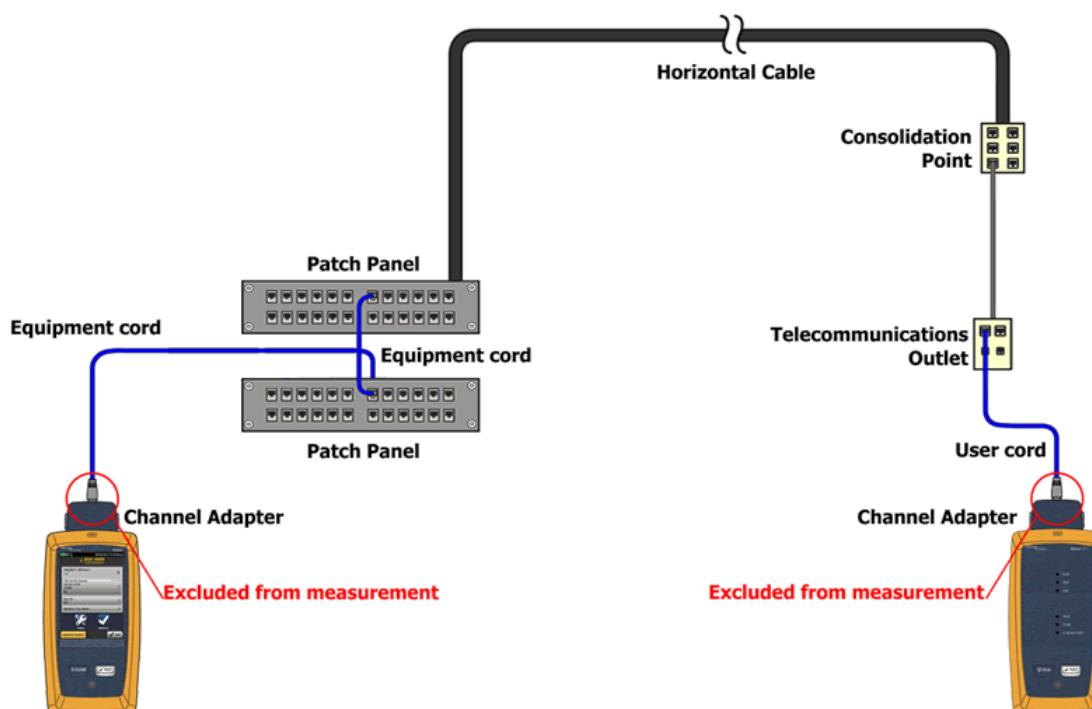 Horizontal Cable
Consolidation
Point
Patch Panel
Equipment cord
Equipment cord
Telecommunications
Outlet
Patch Panel
User cord
Channel Adapter
Channel Adapter
Excluded from measurement
Excluded from measurement